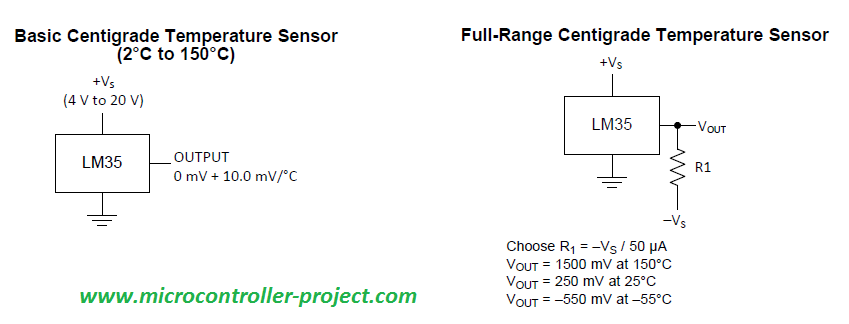 Basic Centigrade Temperature Sensor
(2°C to 150°C)
+VS
(4 V to 20 V)
LM35
OUTPUT
0 mV + 10.0 mV/°C
Full-Range Centigrade Temperature Sensor
+VS
LM35
VOUT
R1
−VS
Choose R1 = −VS / 50 µA
VOUT = 1500 mV at 150°C
VOUT = 250 mV at 25°C
VOUT = −550 mV at −55°C
www.microcontroller-project.com